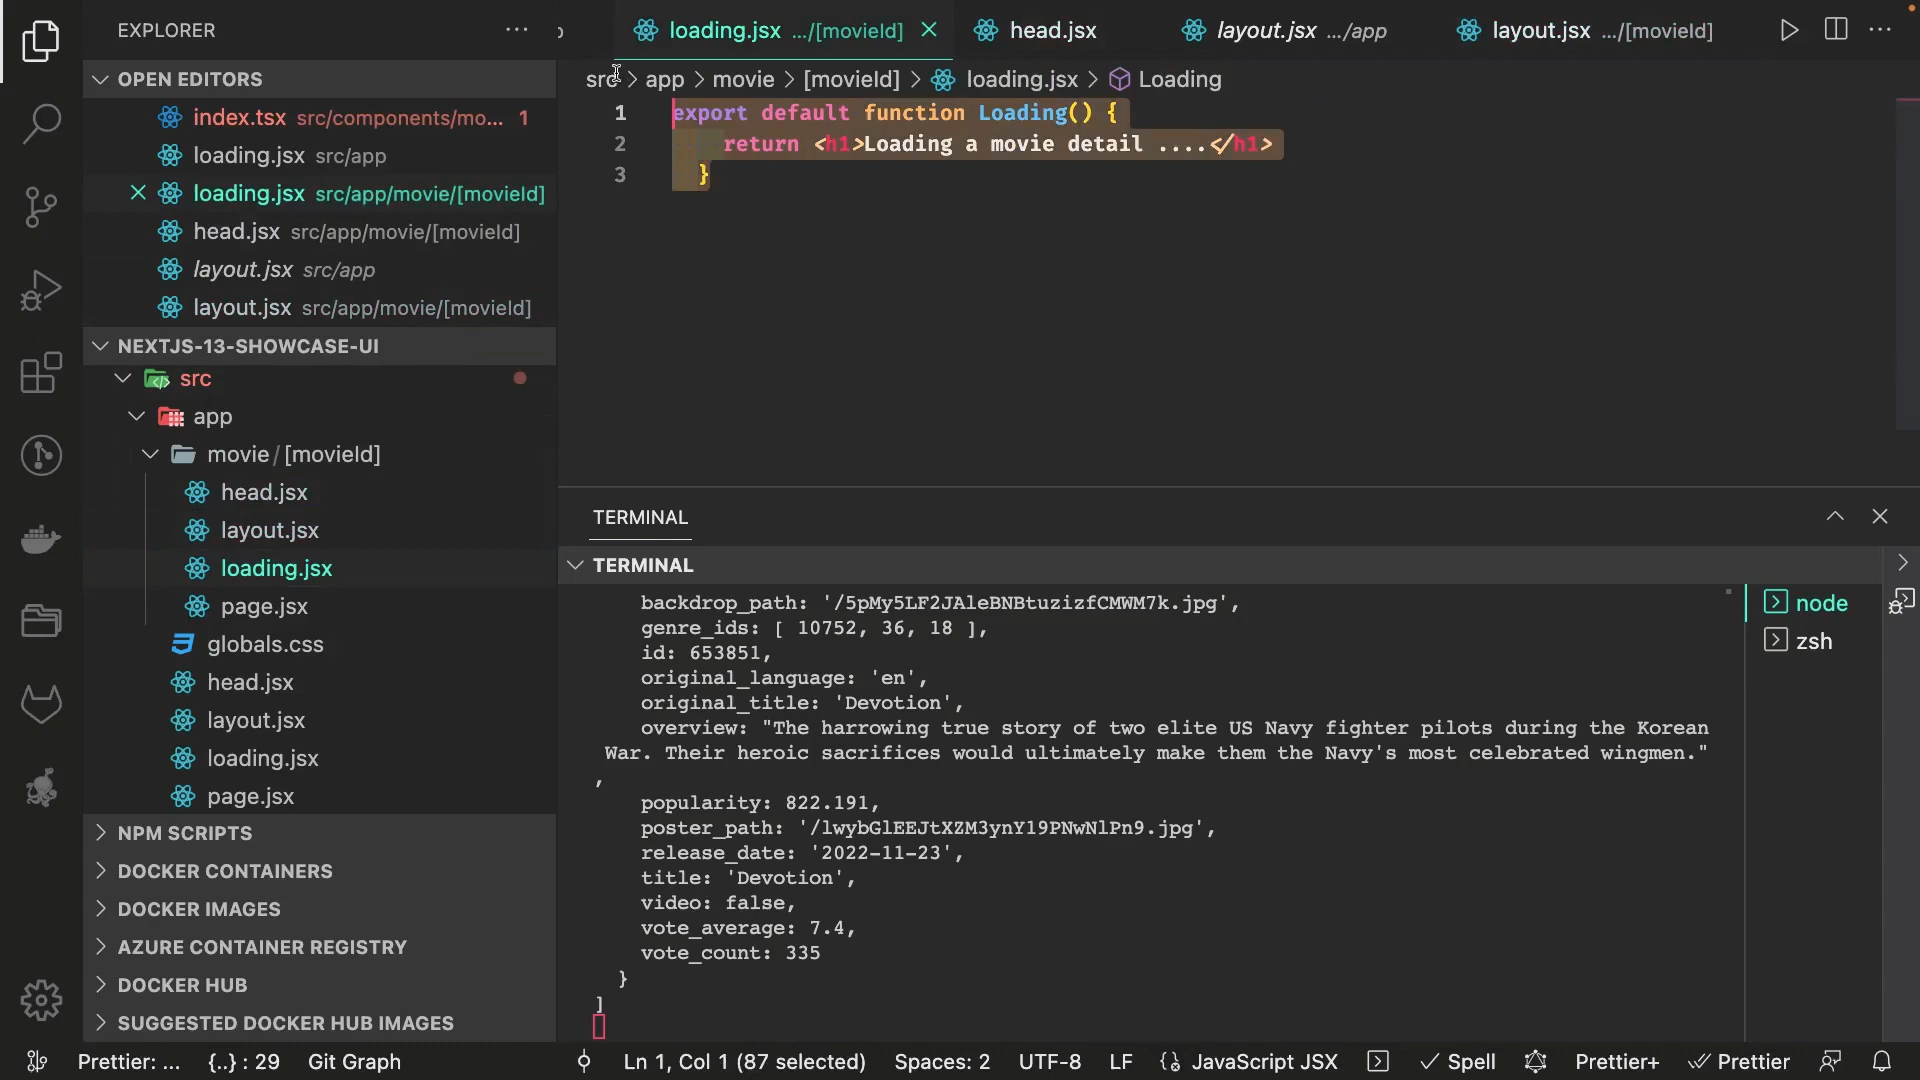 EXPLORER
OPEN EDITORS
index.tsx src/components/mo... 1
loading.jsx src/app
loading.jsx src/app/movie/[movieId]
head.jsx src/app/movie/[movieId]
layout.jsx src/app
layout.jsx src/app/movie/[movieId]
NEXTJS-13-SHOWCASE-UI
src
app
movie / [movieId]
head.jsx
layout.jsx
loading.jsx
page.jsx
globals.css
head.jsx
layout.jsx
loading.jsx
page.jsx
NPM SCRIPTS
DOCKER CONTAINERS
DOCKER IMAGES
AZURE CONTAINER REGISTRY
DOCKER HUB
SUGGESTED DOCKER HUB IMAGES
loading.jsx .../[movieId]
head.jsx
layout.jsx .../app
layout.jsx .../[movieId]
src > app > movie > [movieId] > loading.jsx > Loading
1 export default function Loading() {
2 return <h1>Loading a movie detail ....</h1>
3 }
TERMINAL
TERMINAL
backdrop_path: '/5pMy5LF2JAleBNBtuzizfCMWM7k.jpg',
genre_ids: [ 10752, 36, 18 ],
id: 653851,
original_language: 'en',
original_title: 'Devotion',
overview: "The harrowing true story of two elite US Navy fighter pilots during the Korean
War. Their heroic sacrifices would ultimately make them the Navy's most celebrated wingmen."
,
popularity: 822.191,
poster_path: '/lwybGlEEJtXZM3ynY19PNwNlPn9.jpg',
release_date: '2022-11-23',
title: 'Devotion',
video: false,
vote_average: 7.4,
vote_count: 335
}
]
node
zsh
Prettier: ... {..} : 29 Git Graph Ln 1, Col 1 (87 selected) Spaces: 2 UTF-8 LF JavaScript JSX Spell Prettier+ Prettier